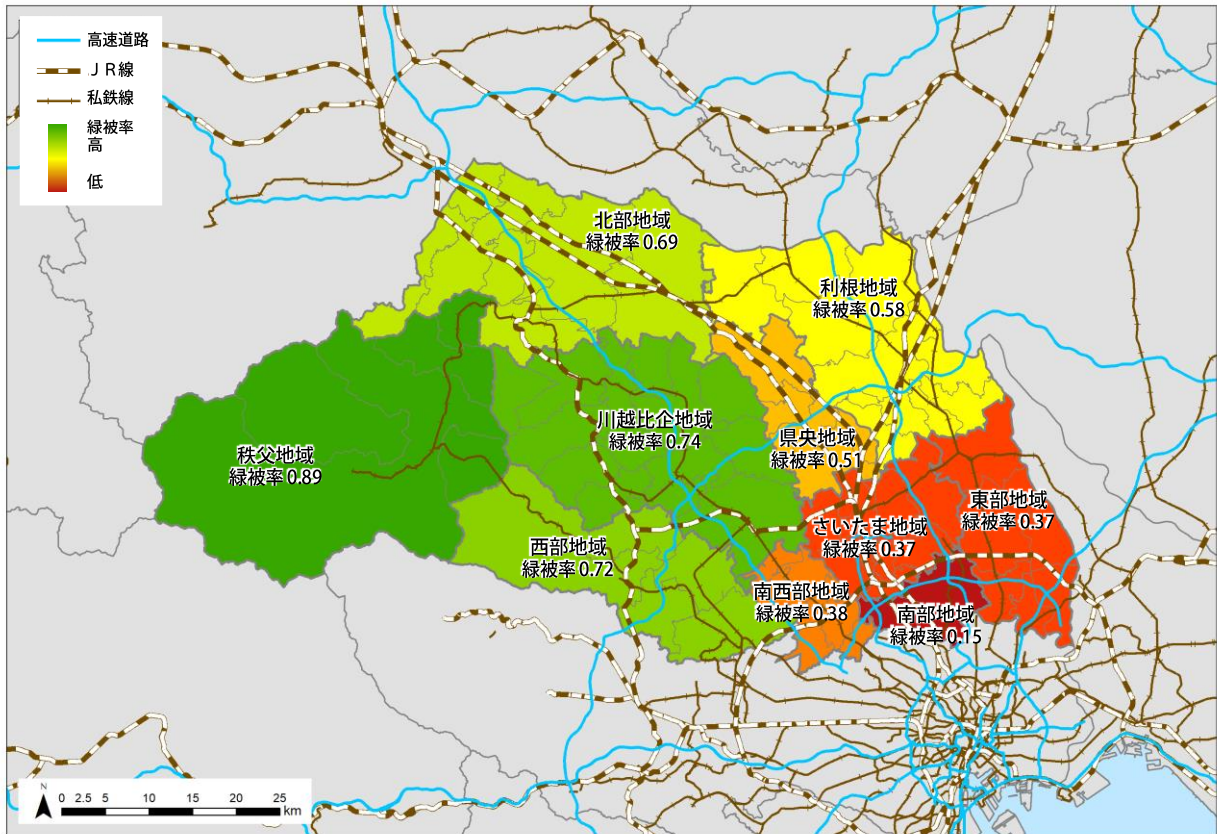 高速道路
ＪＲ線
私鉄線
緑被率
高
低
北部地域
緑被率 0.69
利根地域
緑被率 0.58
川越比企地域
緑被率 0.74
県央地域
緑被率 0.51
秩父地域
緑被率 0.89
東部地域
緑被率 0.37
さいたま地域
緑被率 0.37
西部地域
緑被率 0.72
南西部地域
緑被率 0.38
南部地域
緑被率 0.15
N
0 2.5 5 10 15 20 25
km